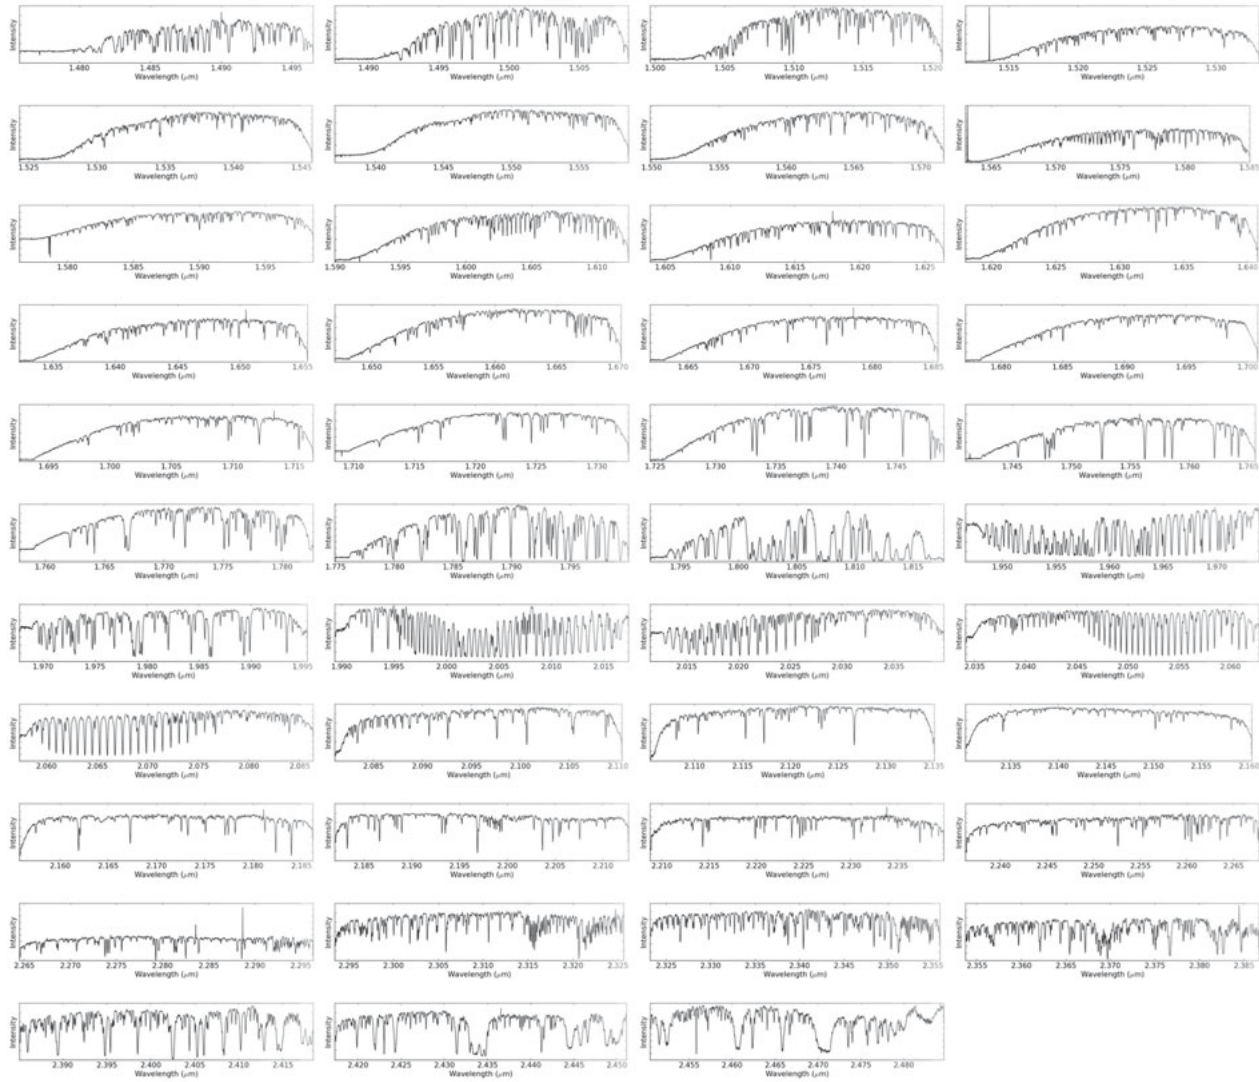 Intensity
1.480 1.485 1.490 1.495
Wavelength (μm)
Intensity
1.490 1.495 1.500 1.505
Wavelength (μm)
Intensity
1.500 1.505 1.510 1.515 1.520
Wavelength (μm)
Intensity
1.515 1.520 1.525 1.530
Wavelength (μm)
Intensity
1.525 1.530 1.535 1.540 1.545
Wavelength (μm)
Intensity
1.540 1.545 1.550 1.555
Wavelength (μm)
Intensity
1.550 1.555 1.560 1.565 1.570
Wavelength (μm)
Intensity
1.565 1.570 1.575 1.580 1.585
Wavelength (μm)
Intensity
1.580 1.585 1.590 1.595
Wavelength (μm)
Intensity
1.590 1.595 1.600 1.605 1.610
Wavelength (μm)
Intensity
1.605 1.610 1.615 1.620 1.625
Wavelength (μm)
Intensity
1.620 1.625 1.630 1.635 1.640
Wavelength (μm)
Intensity
1.635 1.640 1.645 1.650 1.655
Wavelength (μm)
Intensity
1.650 1.655 1.660 1.665 1.670
Wavelength (μm)
Intensity
1.665 1.670 1.675 1.680 1.685
Wavelength (μm)
Intensity
1.680 1.685 1.690 1.695 1.700
Wavelength (μm)
Intensity
1.695 1.700 1.705 1.710 1.715
Wavelength (μm)
Intensity
1.710 1.715 1.720 1.725 1.730
Wavelength (μm)
Intensity
1.725 1.730 1.735 1.740 1.745
Wavelength (μm)
Intensity
1.745 1.750 1.755 1.760 1.765
Wavelength (μm)
Intensity
1.760 1.765 1.770 1.775 1.780
Wavelength (μm)
Intensity
1.775 1.780 1.785 1.790 1.795
Wavelength (μm)
Intensity
1.795 1.800 1.805 1.810 1.815
Wavelength (μm)
Intensity
1.950 1.955 1.960 1.965 1.970
Wavelength (μm)
Intensity
1.970 1.975 1.980 1.985 1.990 1.995
Wavelength (μm)
Intensity
1.990 1.995 2.000 2.005 2.010 2.015
Wavelength (μm)
Intensity
2.015 2.020 2.025 2.030 2.035
Wavelength (μm)
Intensity
2.035 2.040 2.045 2.050 2.055 2.060
Wavelength (μm)
Intensity
2.060 2.065 2.070 2.075 2.080 2.085
Wavelength (μm)
Intensity
2.085 2.090 2.095 2.100 2.105 2.110
Wavelength (μm)
Intensity
2.110 2.115 2.120 2.125 2.130 2.135
Wavelength (μm)
Intensity
2.135 2.140 2.145 2.150 2.155 2.160
Wavelength (μm)
Intensity
2.160 2.165 2.170 2.175 2.180 2.185
Wavelength (μm)
Intensity
2.185 2.190 2.195 2.200 2.205 2.210
Wavelength (μm)
Intensity
2.210 2.215 2.220 2.225 2.230 2.235
Wavelength (μm)
Intensity
2.240 2.245 2.250 2.255 2.260 2.265
Wavelength (μm)
Intensity
2.265 2.270 2.275 2.280 2.285 2.290 2.295
Wavelength (μm)
Intensity
2.295 2.300 2.305 2.310 2.315 2.320 2.325
Wavelength (μm)
Intensity
2.325 2.330 2.335 2.340 2.345 2.350 2.355
Wavelength (μm)
Intensity
2.355 2.360 2.365 2.370 2.375 2.380 2.385
Wavelength (μm)
Intensity
2.390 2.395 2.400 2.405 2.410 2.415
Wavelength (μm)
Intensity
2.420 2.425 2.430 2.435 2.440 2.445 2.450
Wavelength (μm)
Intensity
2.455 2.460 2.465 2.470 2.475 2.480
Wavelength (μm)